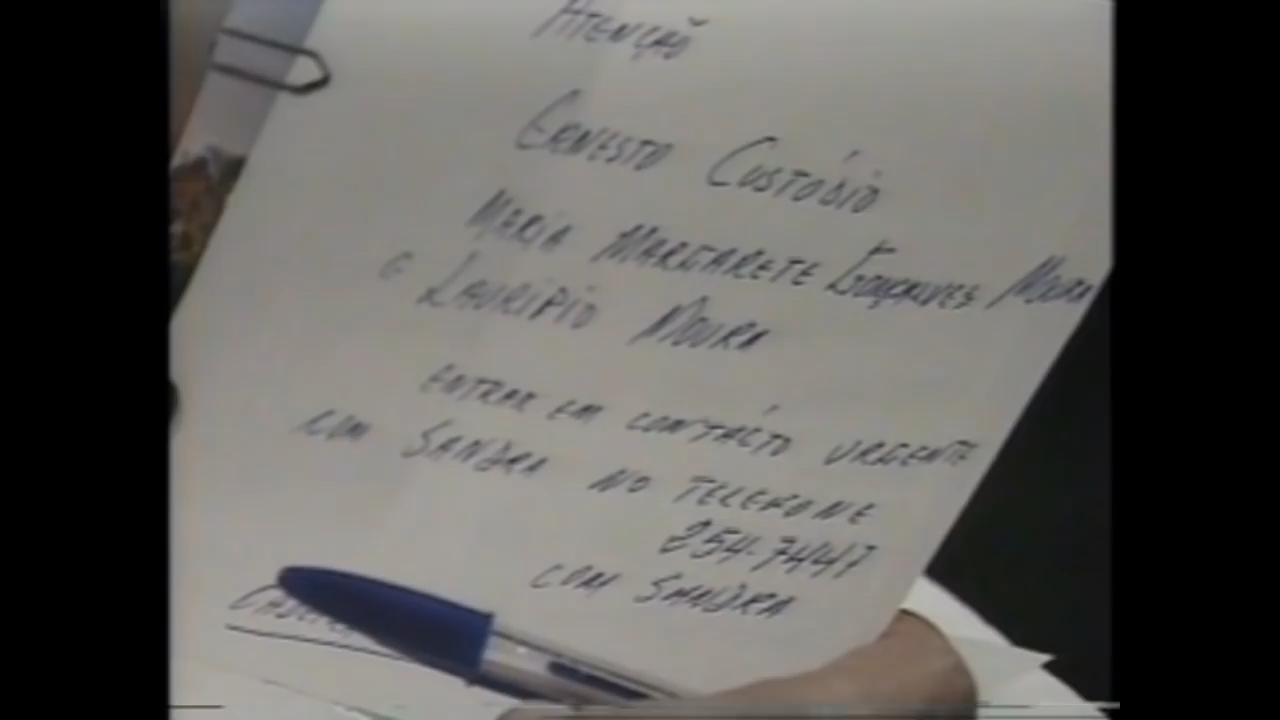 ATENÇÃO
ERNESTO CUSTÓDIO
MARIA MARGARETE GONÇALVES MOURA
E LAURIPIO MOURA
ENTRAR EM CONTACTO URGENTE
COM SANDRA NO TELEFONE
254-7447
COM SANDRA